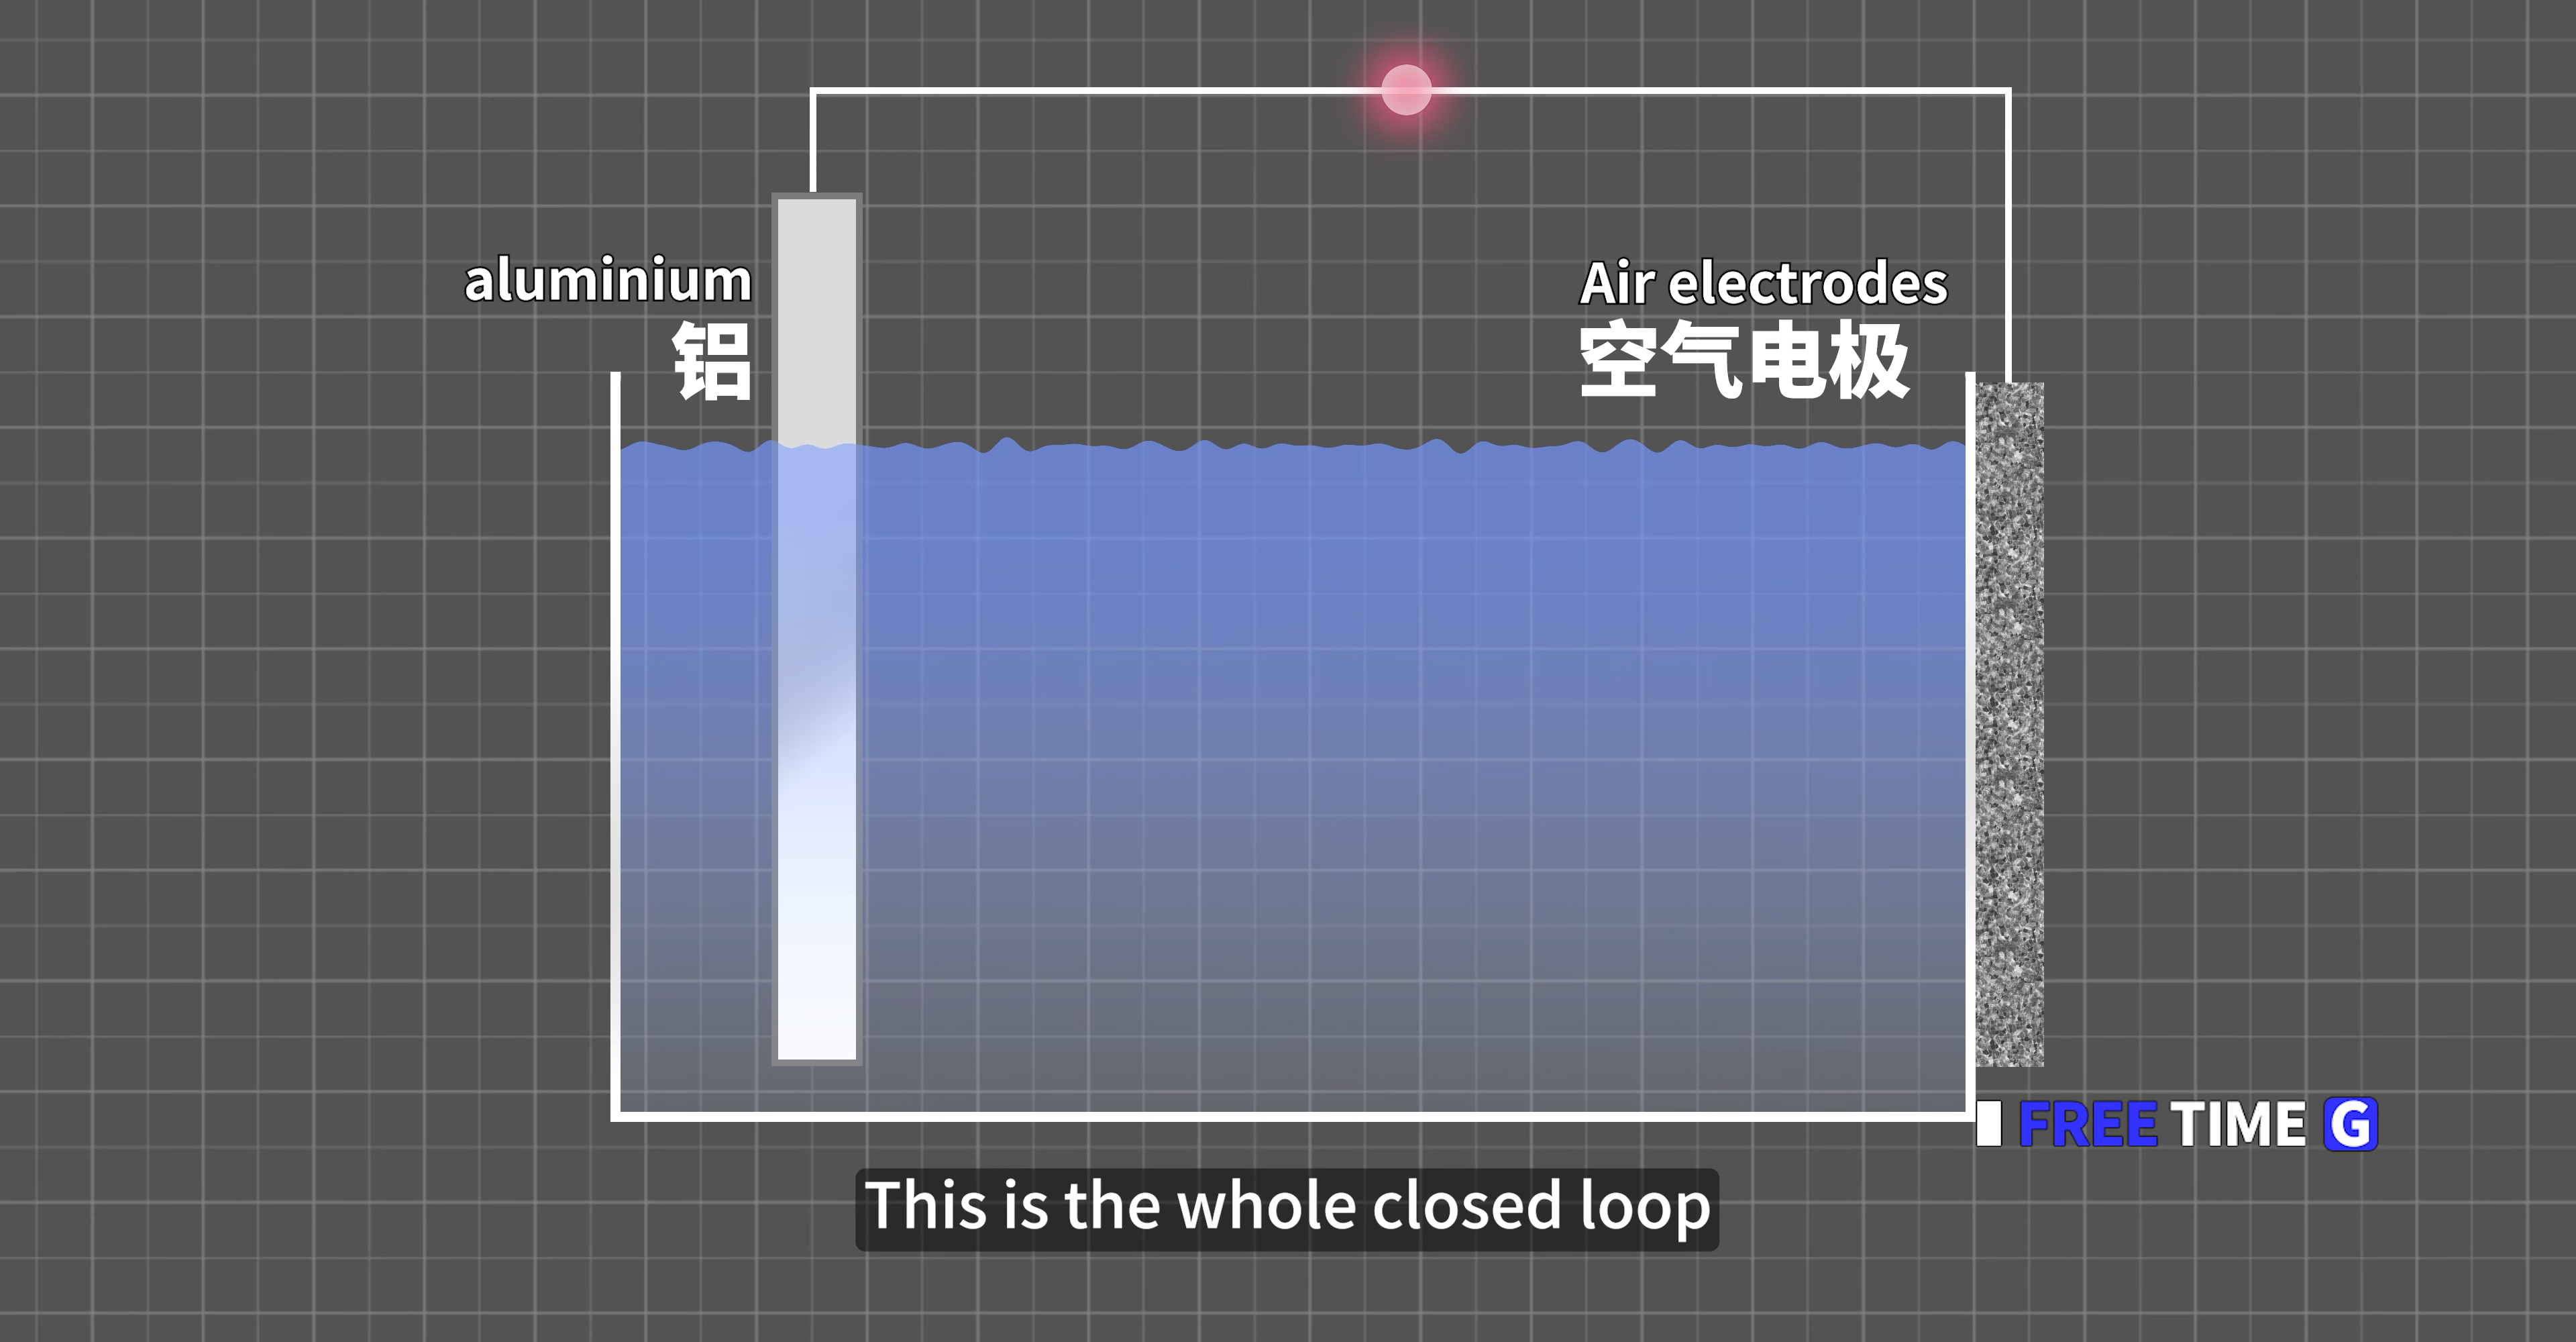 aluminium
铝
Air electrodes
空气电极
FREE TIME G
This is the whole closed loop